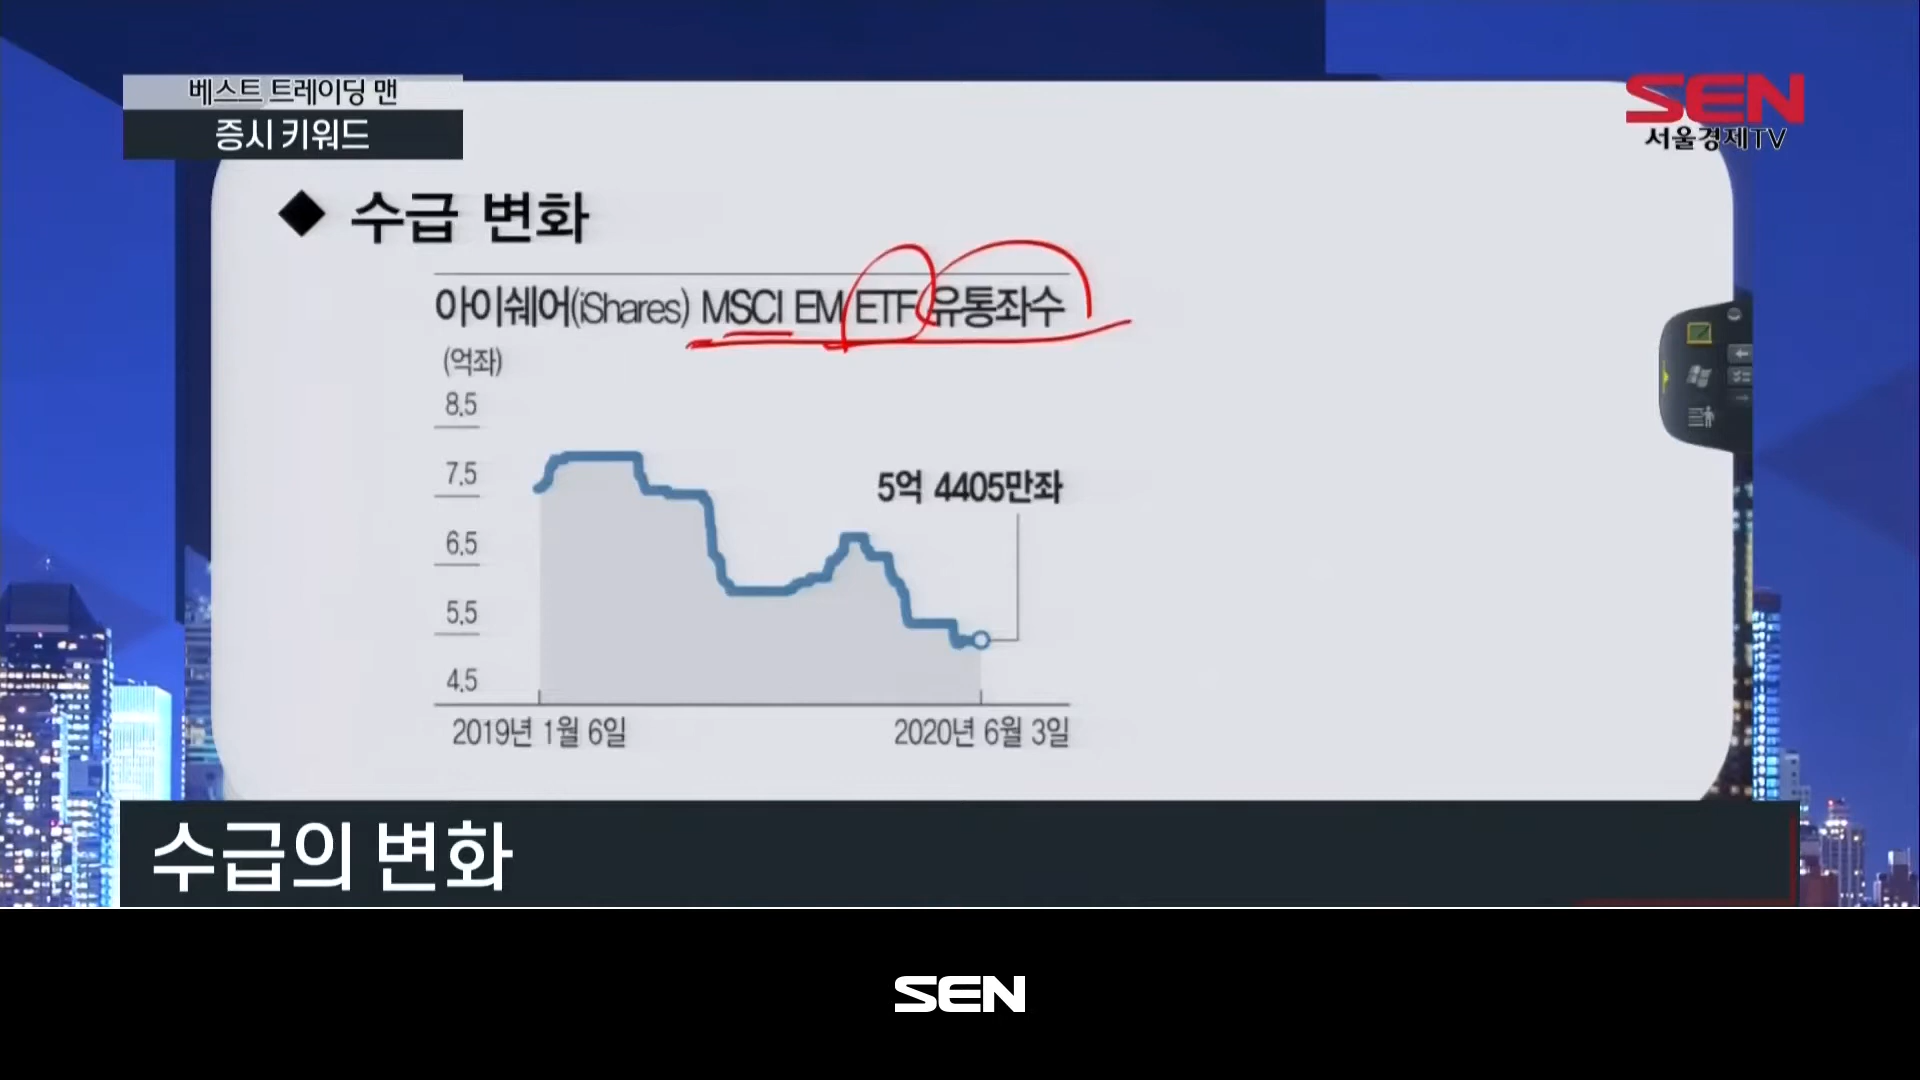 베스트 트레이딩 맨
증시 키워드
SEN
서울경제TV
◆ 수급 변화
아이쉐어(iShares) MSCI EM ETF 유통좌수
(억좌)
8.5
7.5
6.5
5.5
4.5
5억 4405만좌
2019년 1월 6일
2020년 6월 3일
수급의 변화
SEN